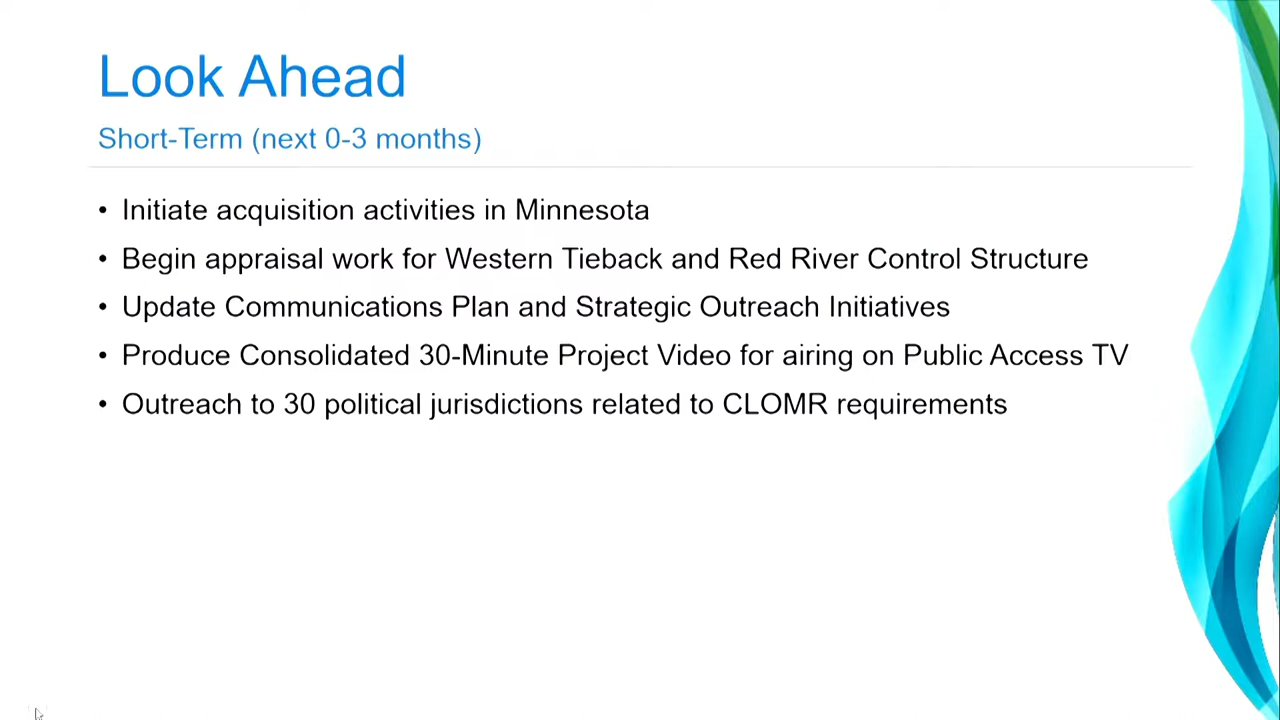 Look Ahead
Short-Term (next 0-3 months)
• Initiate acquisition activities in Minnesota
• Begin appraisal work for Western Tieback and Red River Control Structure
• Update Communications Plan and Strategic Outreach Initiatives
• Produce Consolidated 30-Minute Project Video for airing on Public Access TV
• Outreach to 30 political jurisdictions related to CLOMR requirements